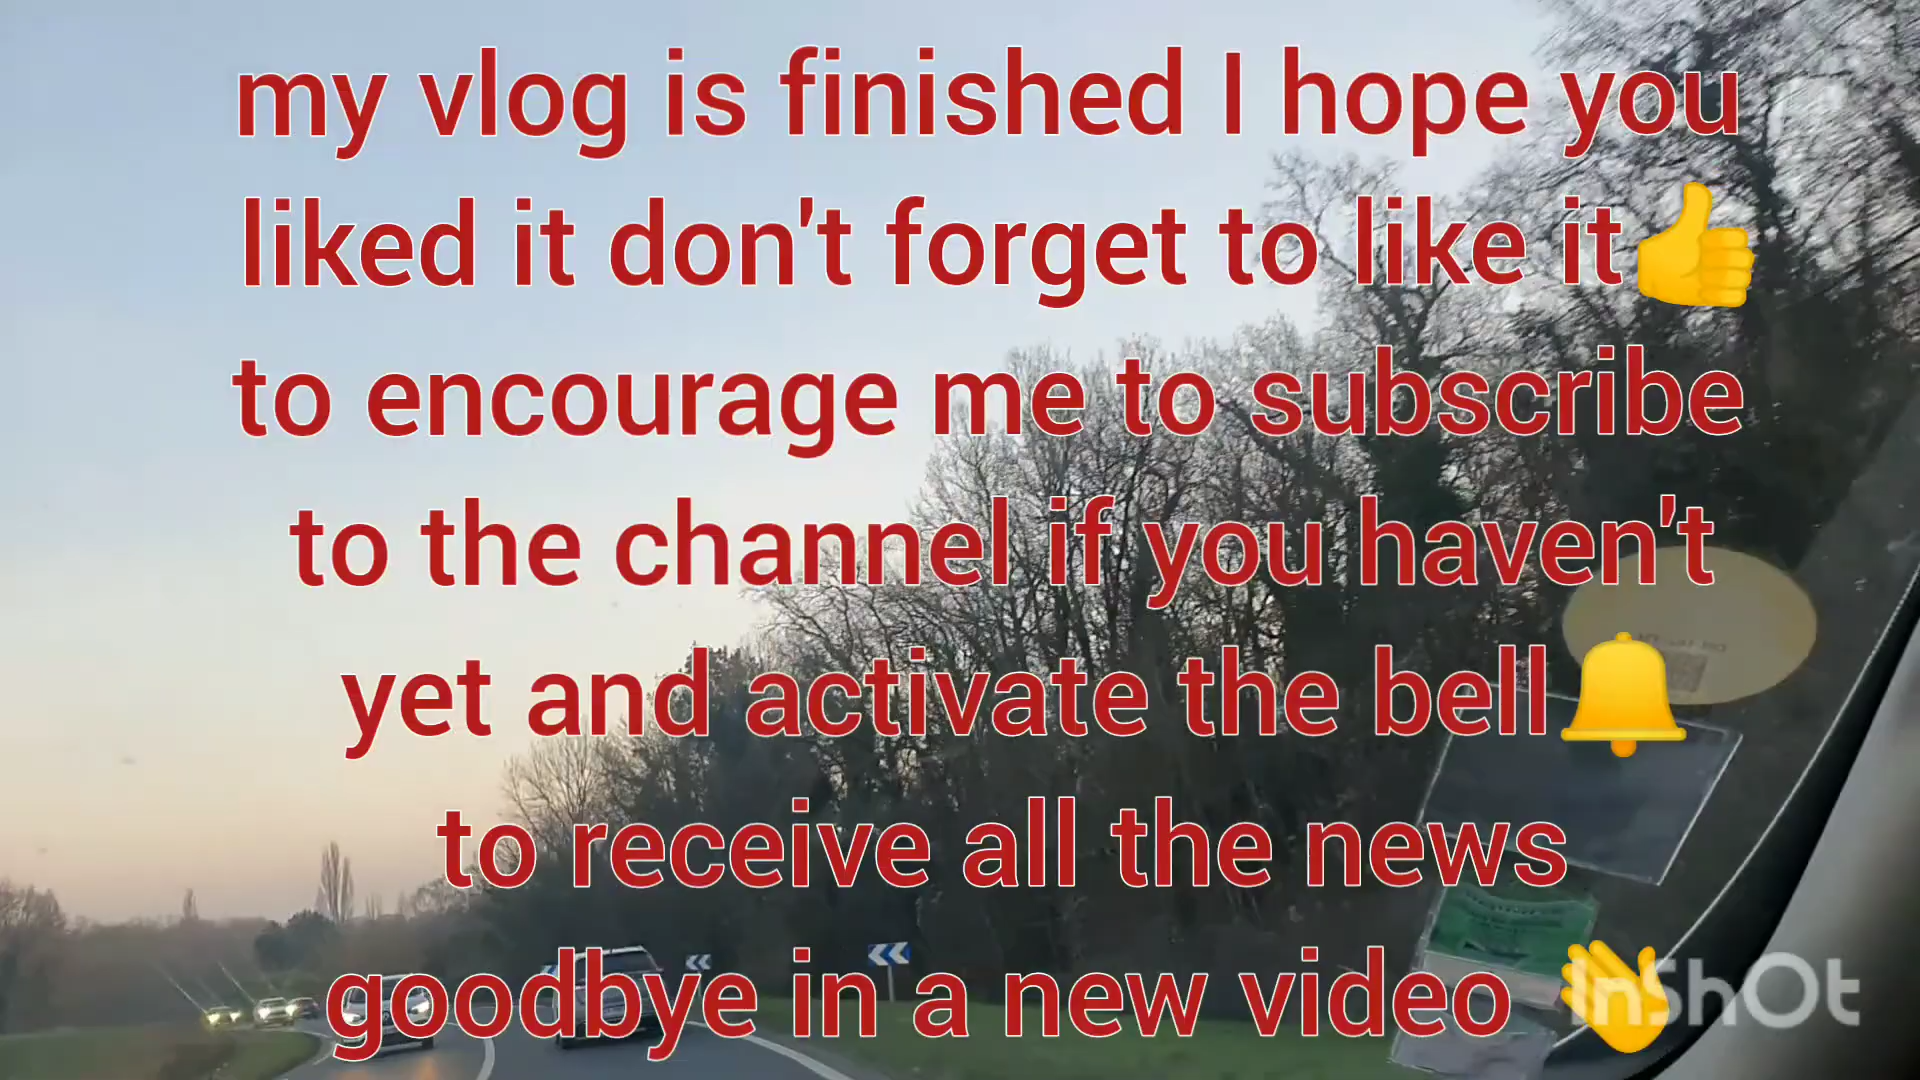 my vlog is finished I hope you
liked it don't forget to like it👍
to encourage me to subscribe
to the channel if you haven't
yet and activate the bell🔔
to receive all the news
goodbye in a new video 👋
InShOt